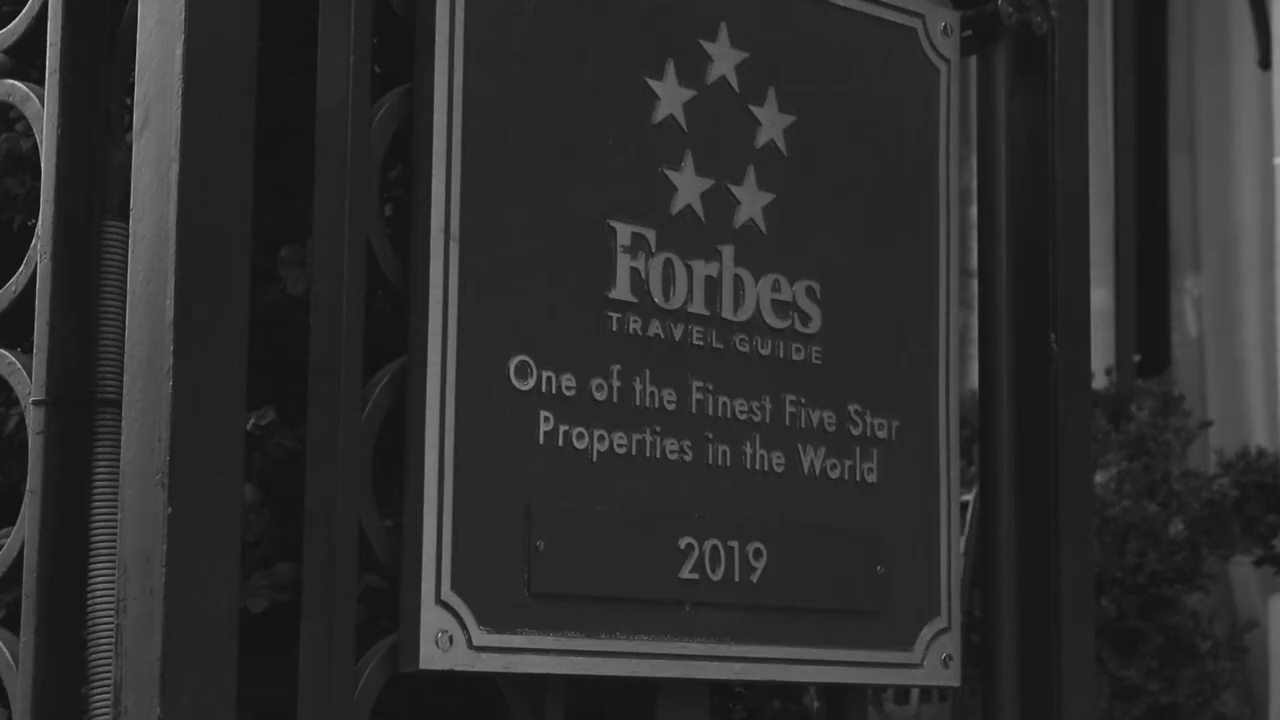 Forbes
TRAVEL GUIDE
One of the Finest Five Star
Properties in the World
2019